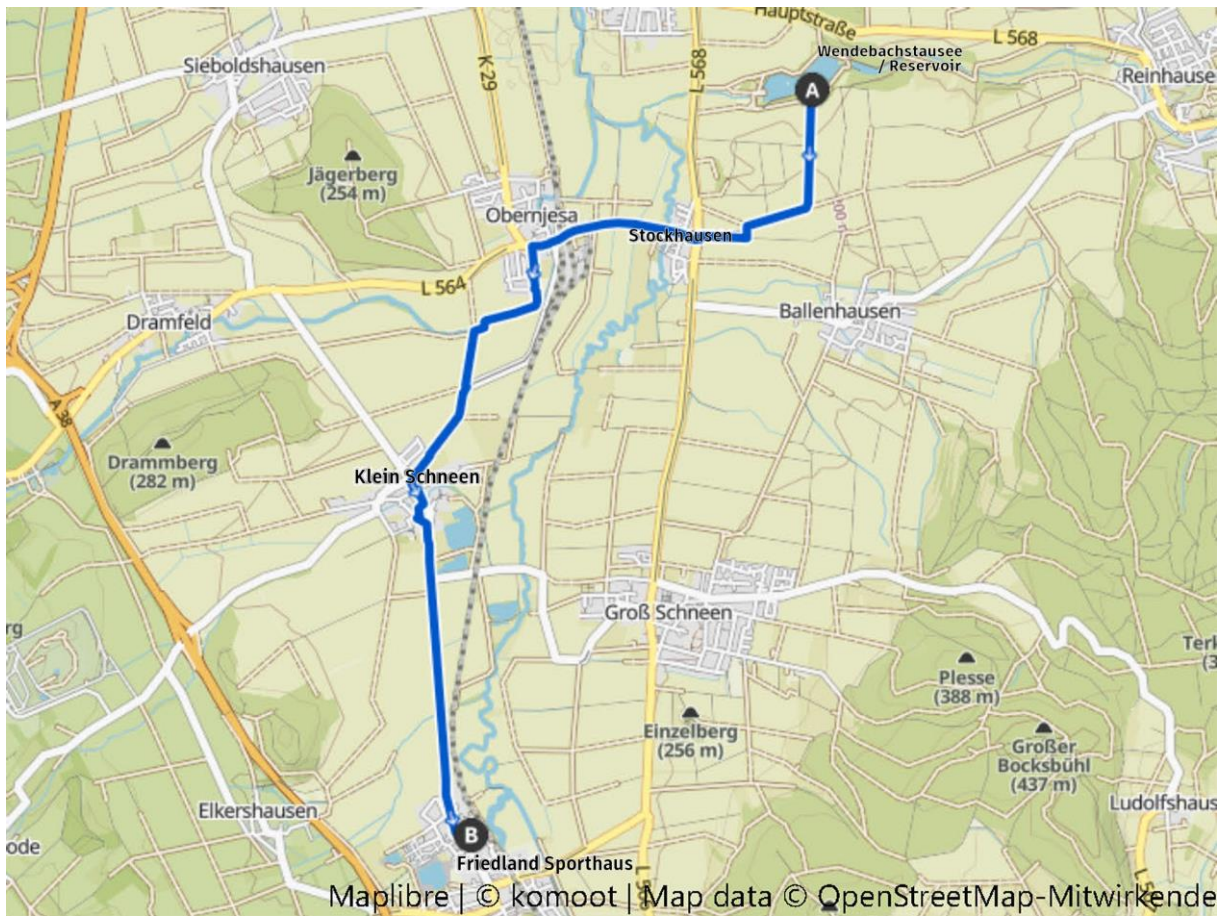 Hauptstraße
L 568
Wendebachstausee
/ Reservoir
A
Sieboldshausen
K 29
L 568
Reinhause
Jägerberg
(254 m)
Obernjesa
Stockhausen
L 564
Dramfeld
Ballenhausen
A 38
Drammberg
(282 m)
Klein Schneen
Groß Schneen
rg
Plesse
(388 m)
Einzelberg
(256 m)
Großer
Bocksbühl
(437 m)
Elkershausen
Ludolfshaus
ode
B
Friedland Sporthaus
Maplibre | © komoot | Map data © OpenStreetMap-Mitwirkende